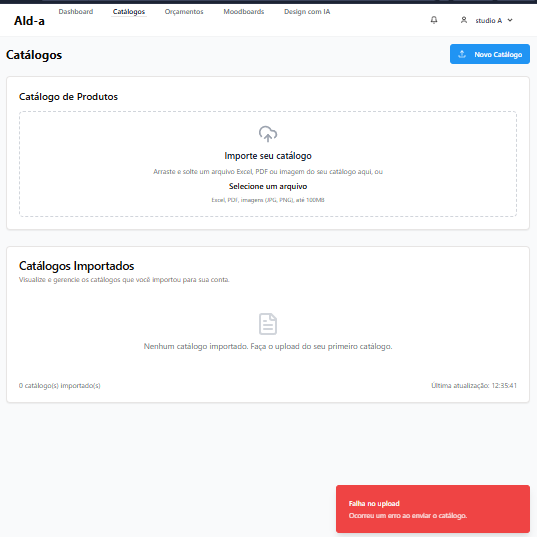 Ald-a
Dashboard
Catálogos
Orçamentos
Moodboards
Design com IA
studio A
Catálogos
Novo Catálogo
Catálogo de Produtos
Importe seu catálogo
Arraste e solte um arquivo Excel, PDF ou imagem do seu catálogo aqui, ou
Selecione um arquivo
Excel, PDF, imagens (JPG, PNG), até 100MB
Catálogos Importados
Visualize e gerencie os catálogos que você importou para sua conta.
Nenhum catálogo importado. Faça o upload do seu primeiro catálogo.
0 catálogo(s) importado(s)
Última atualização: 12:35:41
Falha no upload
Ocorreu um erro ao enviar o catálogo.